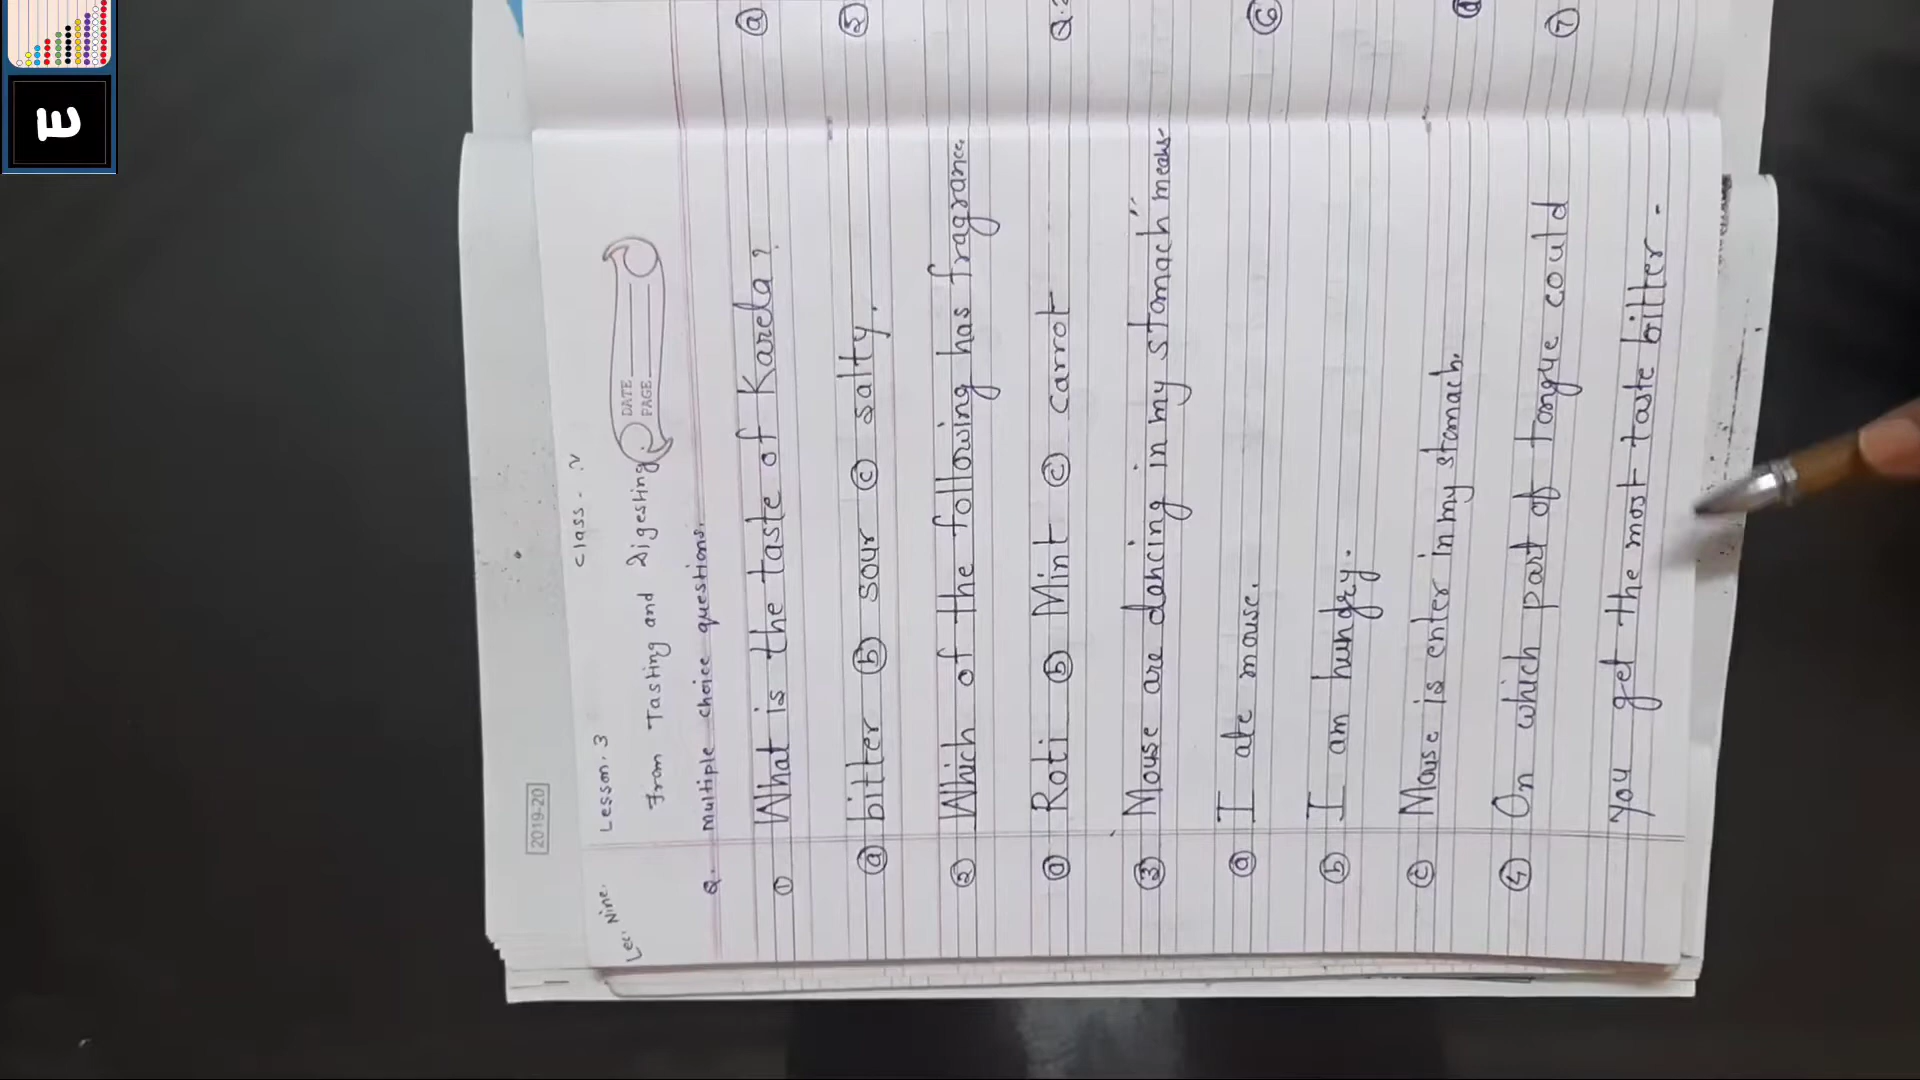 2019-20
Class. V
Lec: Nine.
Lesson. 3
From Tasting and Digesting.
DATE
PAGE
Q. multiple choice questions.
① What is the taste of Karela?
ⓐ bitter ⓑ sour ⓒ salty.
② Which of the following has fragrance.
ⓐ Roti ⓑ Mint ⓒ carrot
③ Mouse are dancing in my stomach" means-
ⓐ I ate mouse.
ⓑ I am hungry.
ⓒ Mouse is enter in my stomach.
④ On which part of tongue could
you get the most taste bitter -
ⓐ
⑤
Q.
⑥
⑦